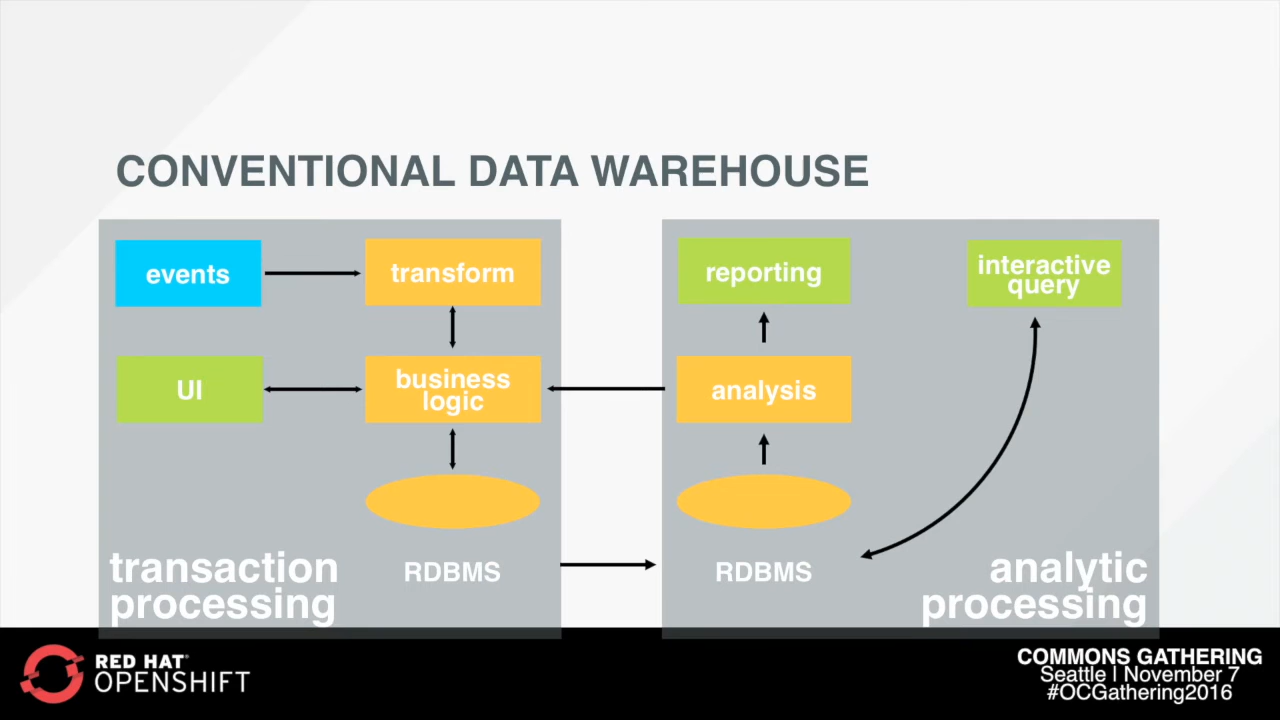 CONVENTIONAL DATA WAREHOUSE
events
transform
UI
business
logic
RDBMS
transaction
processing
reporting
interactive
query
analysis
RDBMS
analytic
processing
RED HAT®
OPENSHIFT
COMMONS GATHERING
Seattle | November 7
#OCGathering2016